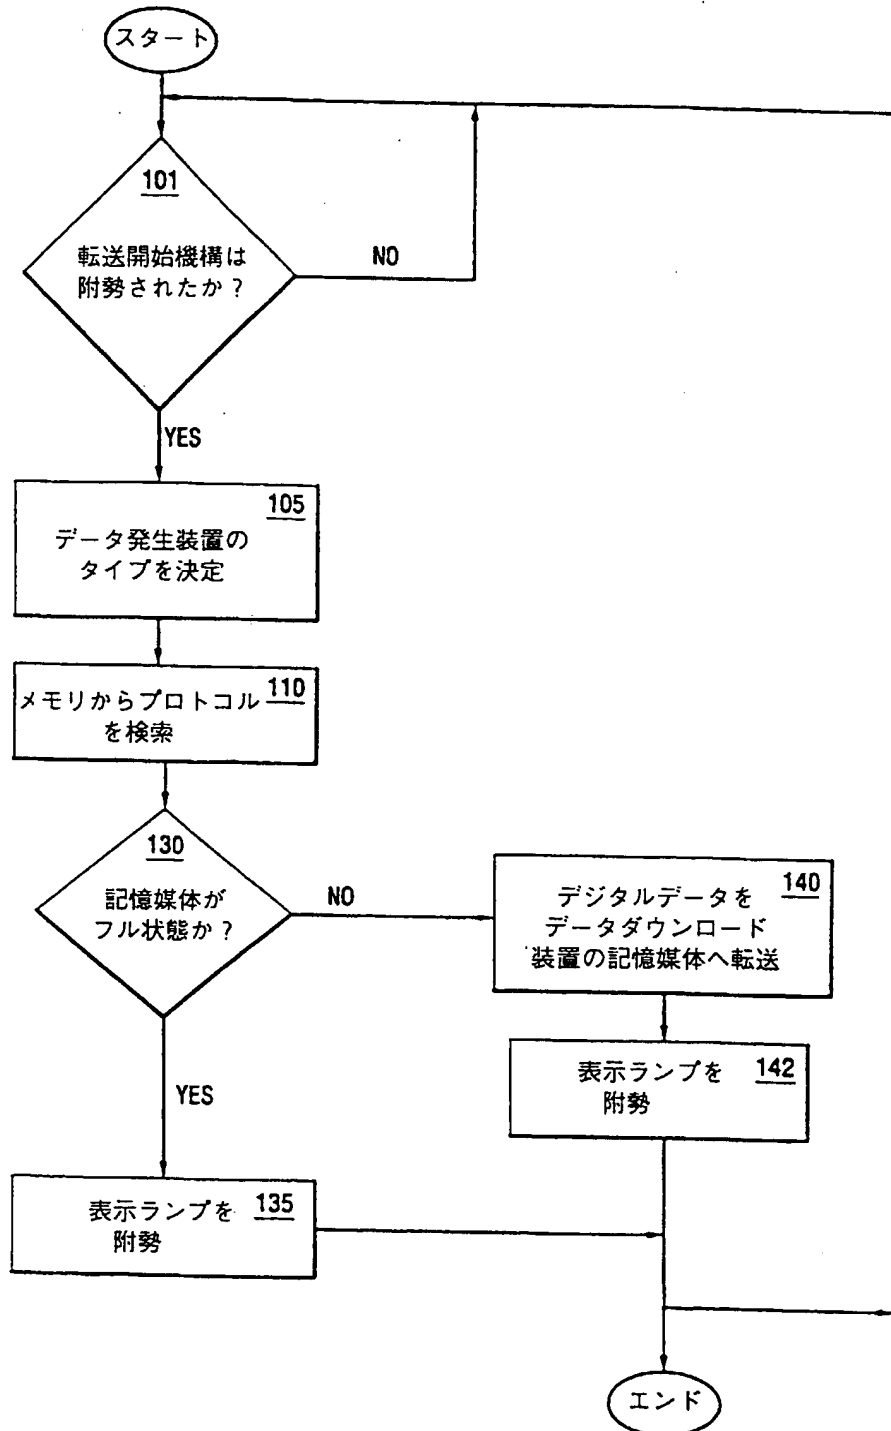 スタート
101
転送開始機構は
附勢されたか?
NO
YES
105
データ発生装置の
タイプを決定
110
メモリからプロトコル
を検索
130
記憶媒体が
フル状態か?
NO
YES
140
デジタルデータを
データダウンロード
装置の記憶媒体へ転送
142
表示ランプを
附勢
135
表示ランプを
附勢
エンド